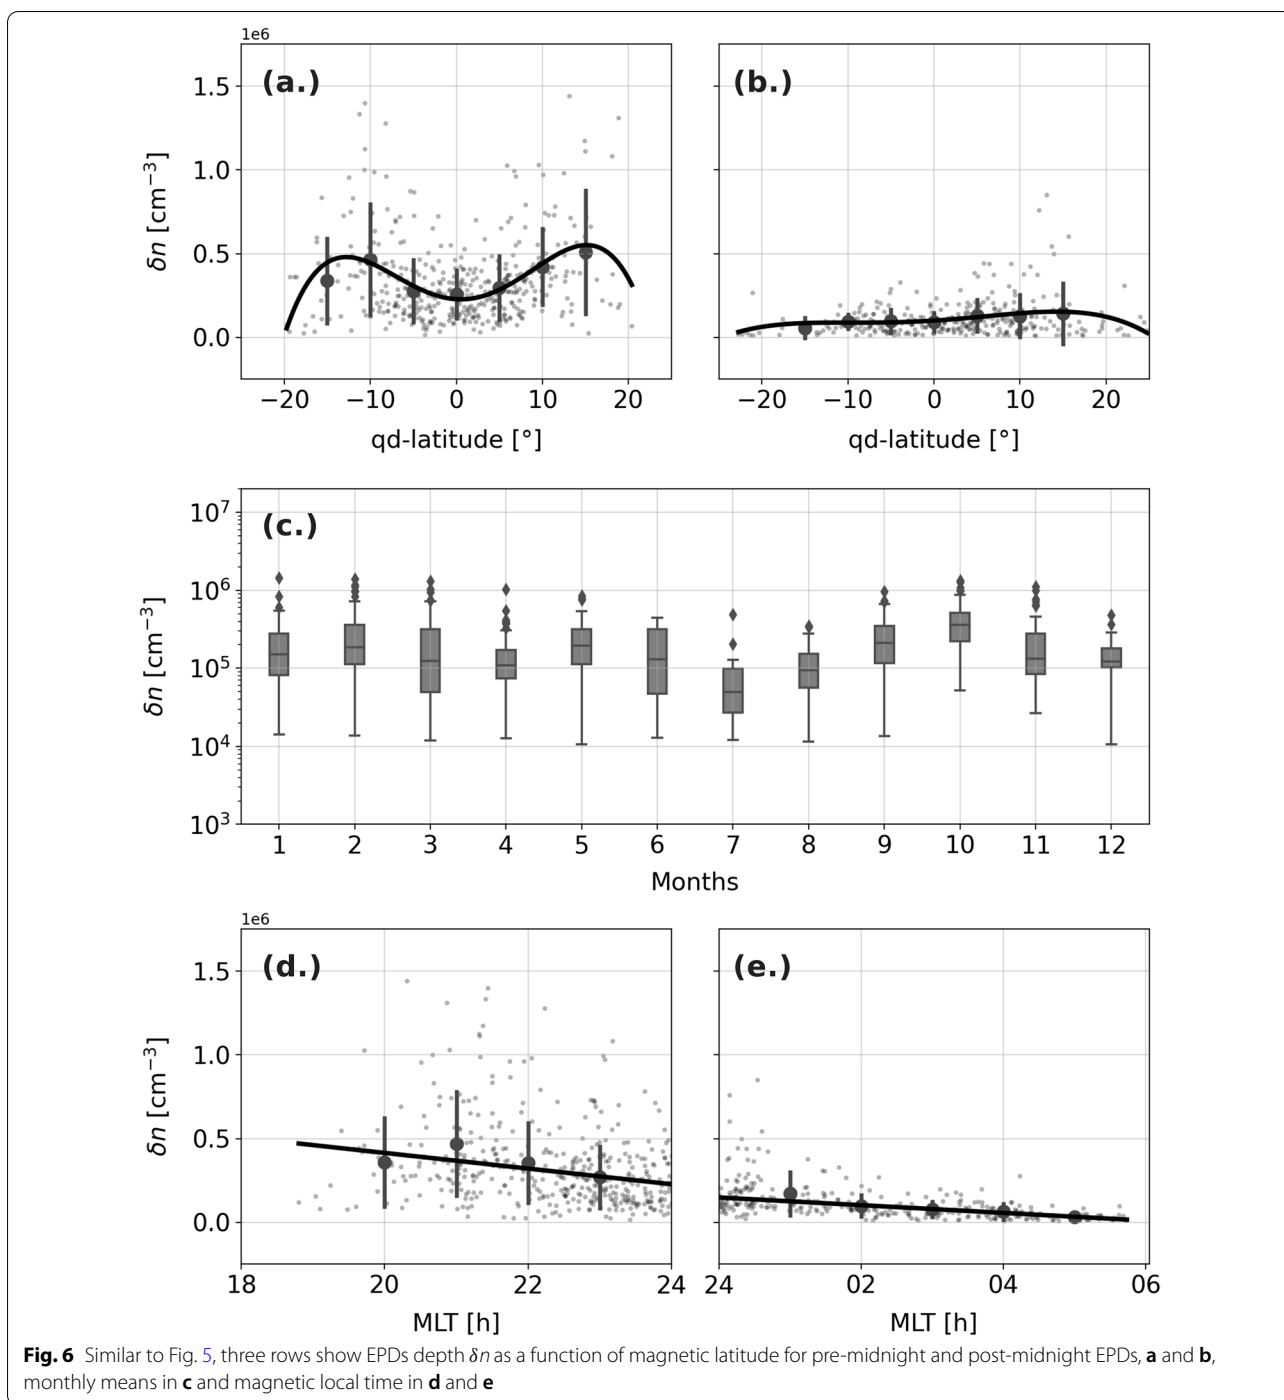 1e6
(a.)
(b.)
1.5
1.0
0.5
0.0
δn [cm⁻³]
−20 −10 0 10 20
−20 −10 0 10 20
qd-latitude [°]
qd-latitude [°]
(c.)
10⁷
10⁶
10⁵
10⁴
10³
δn [cm⁻³]
1 2 3 4 5 6 7 8 9 10 11 12
Months
1e6
(d.)
(e.)
1.5
1.0
0.5
0.0
δn [cm⁻³]
18 20 22 24
24 02 04 06
MLT [h]
MLT [h]
Fig. 6 Similar to Fig. 5, three rows show EPDs depth δn as a function of magnetic latitude for pre-midnight and post-midnight EPDs, a and b,
monthly means in c and magnetic local time in d and e